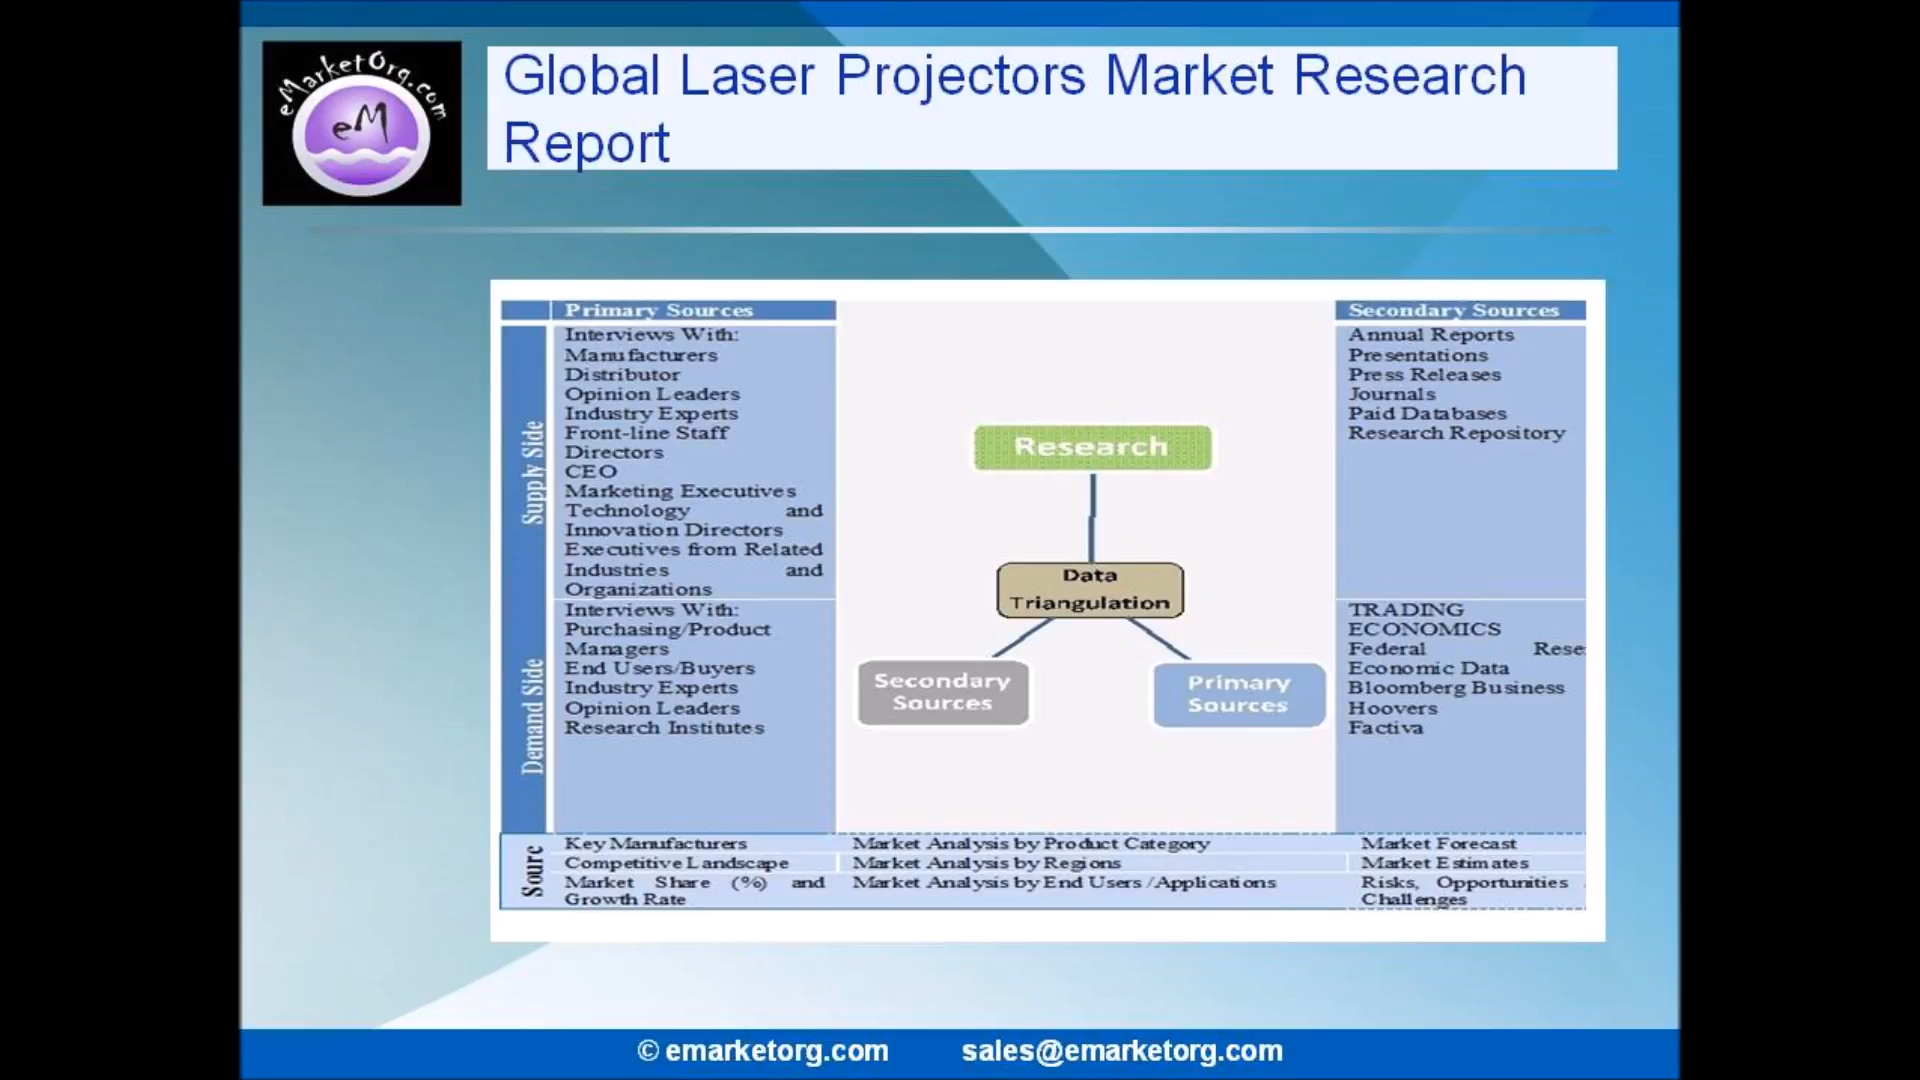 eMarketOrg.com
eM
Global Laser Projectors Market Research
Report
Primary Sources
Supply Side
Interviews With:
Manufacturers
Distributor
Opinion Leaders
Industry Experts
Front-line Staff
Directors
CEO
Marketing Executives
Technology and
Innovation Directors
Executives from Related
Industries and
Organizations
Demand Side
Interviews With:
Purchasing/Product
Managers
End Users/Buyers
Industry Experts
Opinion Leaders
Research Institutes
Research
Data
Triangulation
Secondary
Sources
Primary
Sources
Secondary Sources
Annual Reports
Presentations
Press Releases
Journals
Paid Databases
Research Repository
TRADING
ECONOMICS
Federal Rese
Economic Data
Bloomberg Business
Hoovers
Factiva
Sourc
Key Manufacturers
Competitive Landscape
Market Share (%) and
Growth Rate
Market Analysis by Product Category
Market Analysis by Regions
Market Analysis by End Users /Applications
Market Forecast
Market Estimates
Risks, Opportunities
Challenges
© emarketorg.com sales@emarketorg.com